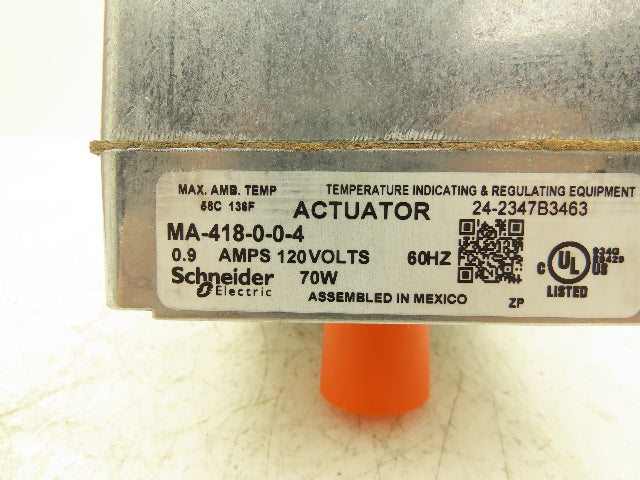 MAX. AMB. TEMP
TEMPERATURE INDICATING & REGULATING EQUIPMENT
58C 136F
ACTUATOR
24-2347B3463
MA-418-0-0-4
0.9 AMPS 120VOLTS 60HZ
Schneider Electric
70W
ASSEMBLED IN MEXICO
ZP
C UL US
LISTED